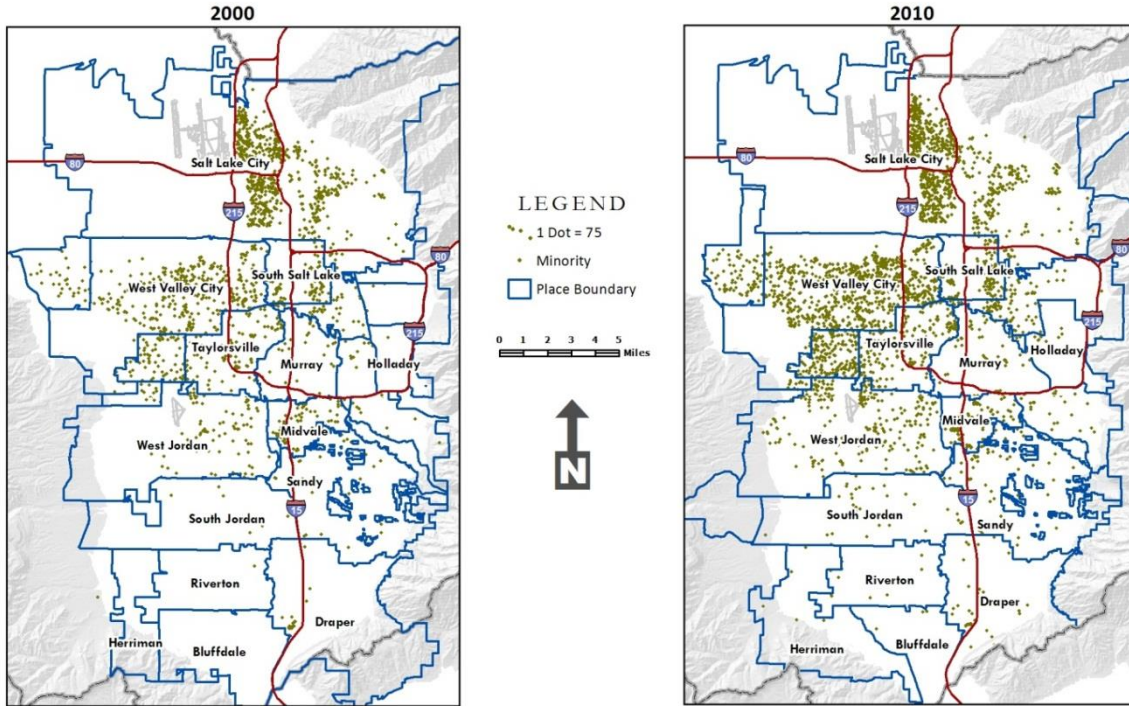 2000
Salt Lake City
80
215
80
West Valley City
South Salt Lake
Taylorsville
Murray
Holladay
215
West Jordan
Midvale
Sandy
South Jordan
15
Riverton
Draper
Herriman
Bluffdale
LEGEND
1 Dot = 75
Minority
Place Boundary
0 1 2 3 4 5
Miles
N
2010
Salt Lake City
80
215
80
West Valley City
South Salt Lake
Taylorsville
Murray
Holladay
215
West Jordan
Midvale
Sandy
South Jordan
15
Riverton
Draper
Herriman
Bluffdale